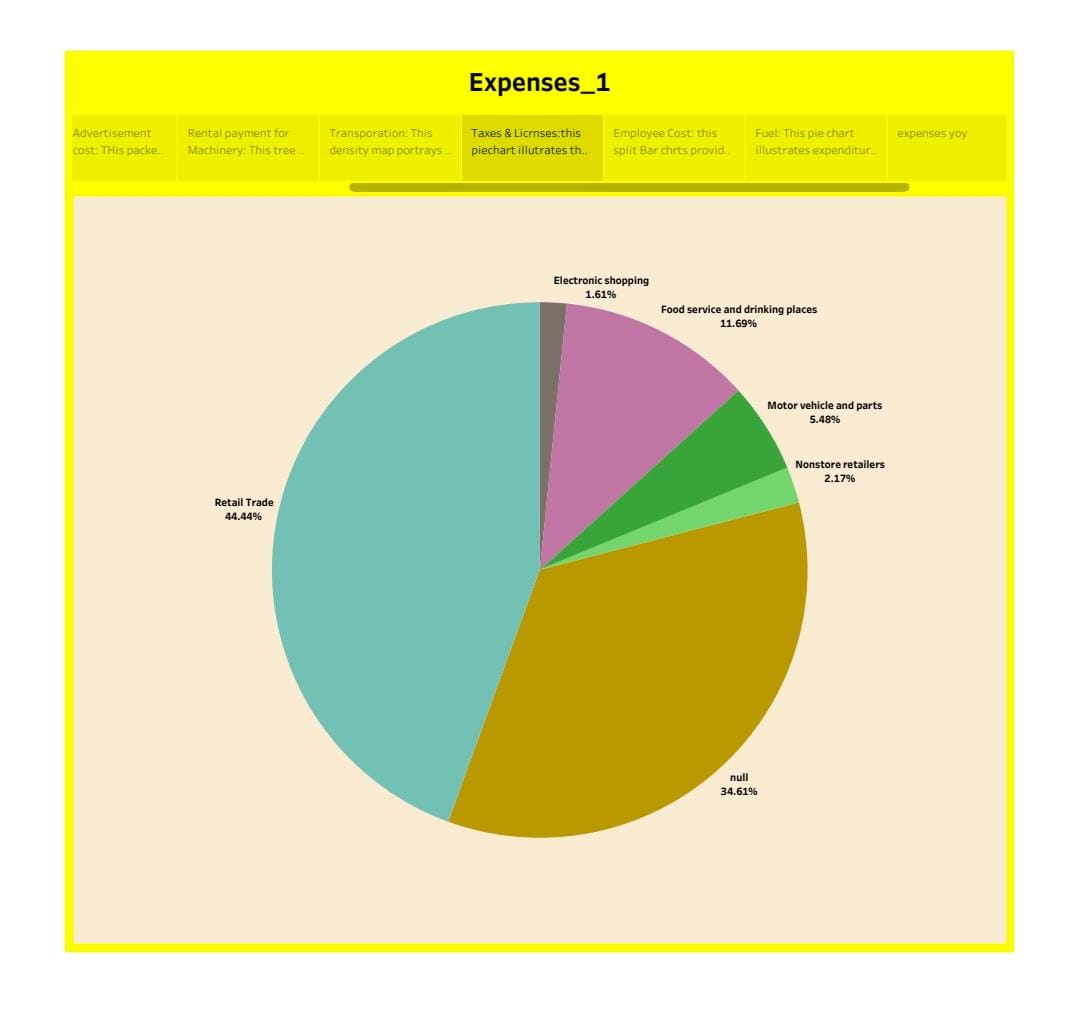 Expenses_1
Advertisement
cost: THis packe..
Rental payment for
Machinery: This tree ..
Transporation: This
density map portrays ..
Taxes & Licrnses:this
piechart illutrates th..
Employee Cost: this
split Bar chrts provid..
Fuel: This pie chart
illustrates expenditur..
expenses yoy
Electronic shopping
1.61%
Food service and drinking places
11.69%
Motor vehicle and parts
5.48%
Nonstore retailers
2.17%
Retail Trade
44.44%
null
34.61%